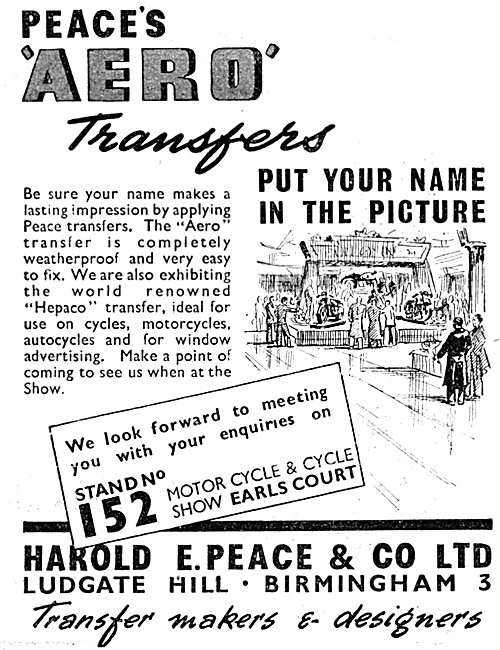 PEACE'S
'AERO'
Transfers
PUT YOUR NAME
IN THE PICTURE
Be sure your name makes a
lasting impression by applying
Peace transfers. The "Aero"
transfer is completely
weatherproof and very easy
to fix. We are also exhibiting
the world renowned
"Hepaco" transfer, ideal for
use on cycles, motorcycles,
autocycles and for window
advertising. Make a point of
coming to see us when at the
Show.
We look forward to meeting
you with your enquiries on
STAND No
152
MOTOR CYCLE & CYCLE
SHOW EARLS COURT
HAROLD E. PEACE & CO LTD
LUDGATE HILL · BIRMINGHAM 3
Transfer makers & designers